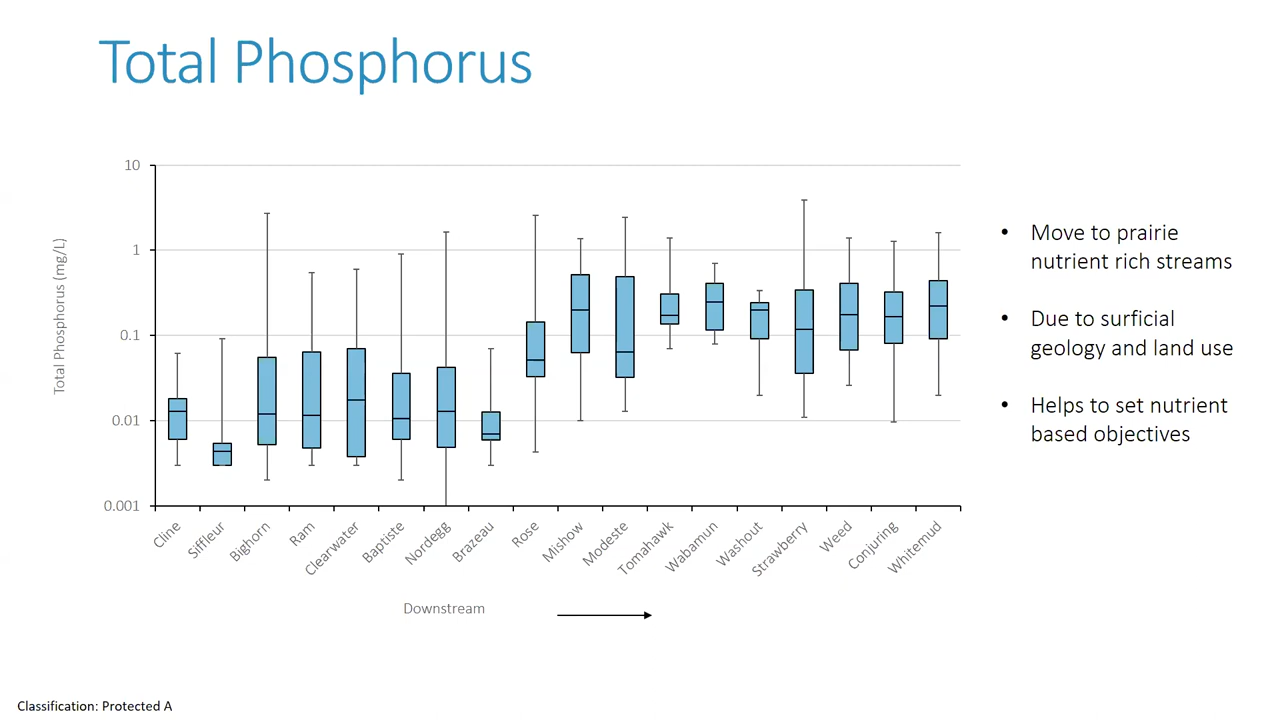 Total Phosphorus
Total Phosphorus (mg/L)
10
1
0.1
0.01
0.001
Cline
Siffleur
Bighorn
Ram
Clearwater
Baptiste
Nordegg
Brazeau
Rose
Mishow
Modeste
Tomahawk
Wabamun
Washout
Strawberry
Weed
Conjuring
Whitemud
Downstream
• Move to prairie
nutrient rich streams
• Due to surficial
geology and land use
• Helps to set nutrient
based objectives
Classification: Protected A